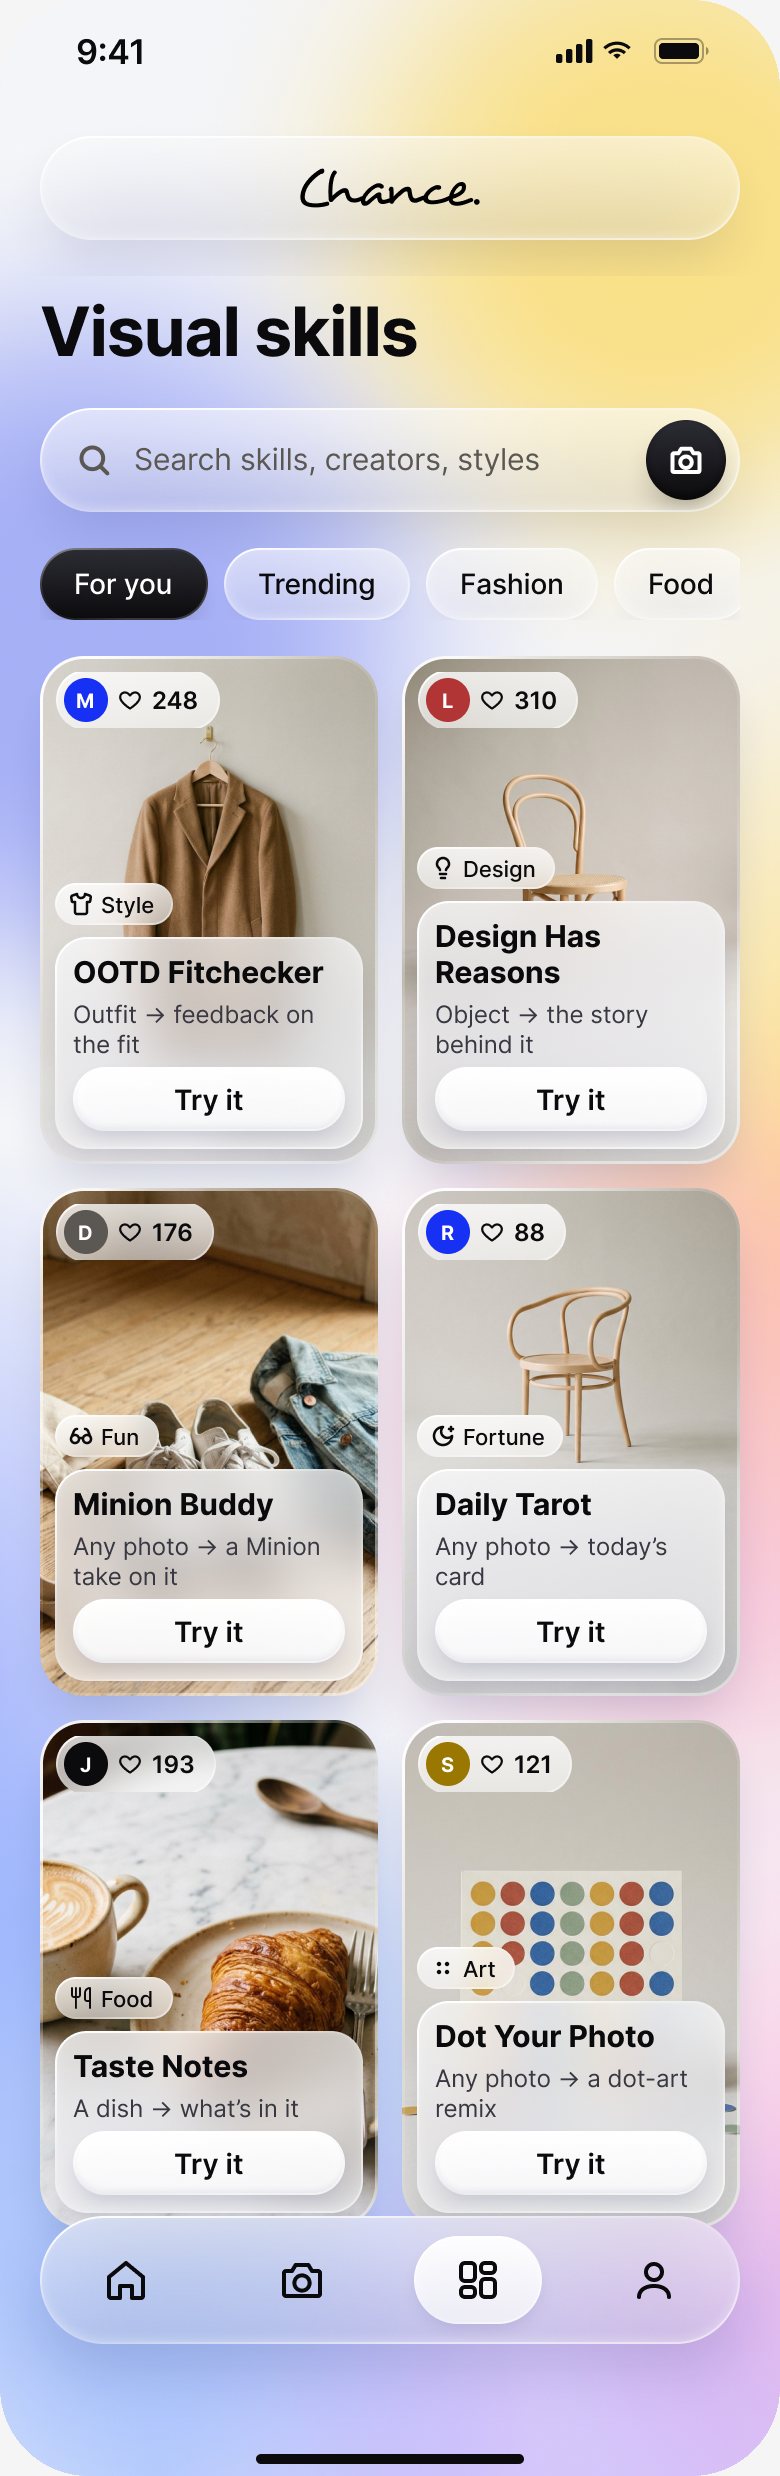 9:41
Chance.
Visual skills
Search skills, creators, styles
For you
Trending
Fashion
Food
M
248
Style
OOTD Fitchecker
Outfit → feedback on
the fit
Try it
L
310
Design
Design Has
Reasons
Object → the story
behind it
Try it
D
176
Fun
Minion Buddy
Any photo → a Minion
take on it
Try it
R
88
Fortune
Daily Tarot
Any photo → today’s
card
Try it
J
193
Food
Taste Notes
A dish → what’s in it
Try it
S
121
Art
Dot Your Photo
Any photo → a dot-art
remix
Try it